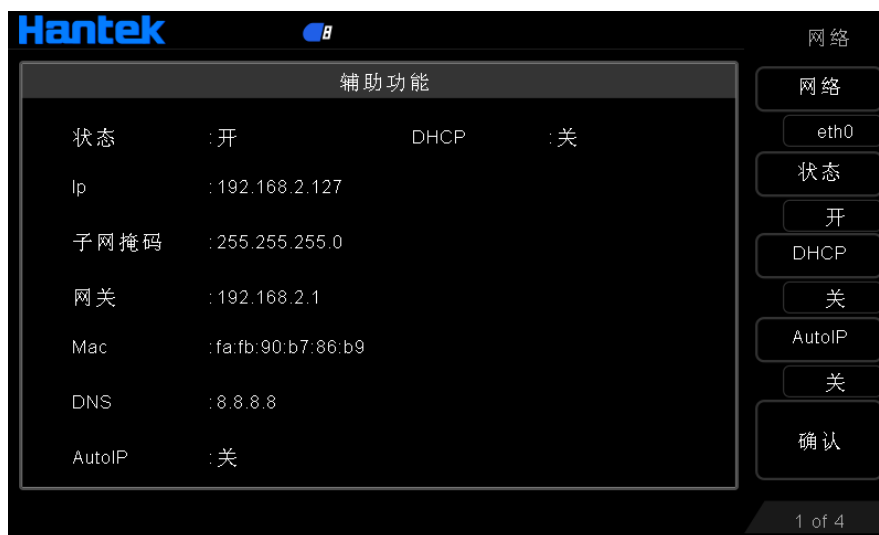 Hantek
8
网络
辅助功能
状态 :开 DHCP :关
Ip :192.168.2.127
子网掩码 :255.255.255.0
网关 :192.168.2.1
Mac :fa:fb:90:b7:86:b9
DNS :8.8.8.8
AutoIP :关
网络
eth0
状态
开
DHCP
关
AutoIP
关
确认
1 of 4